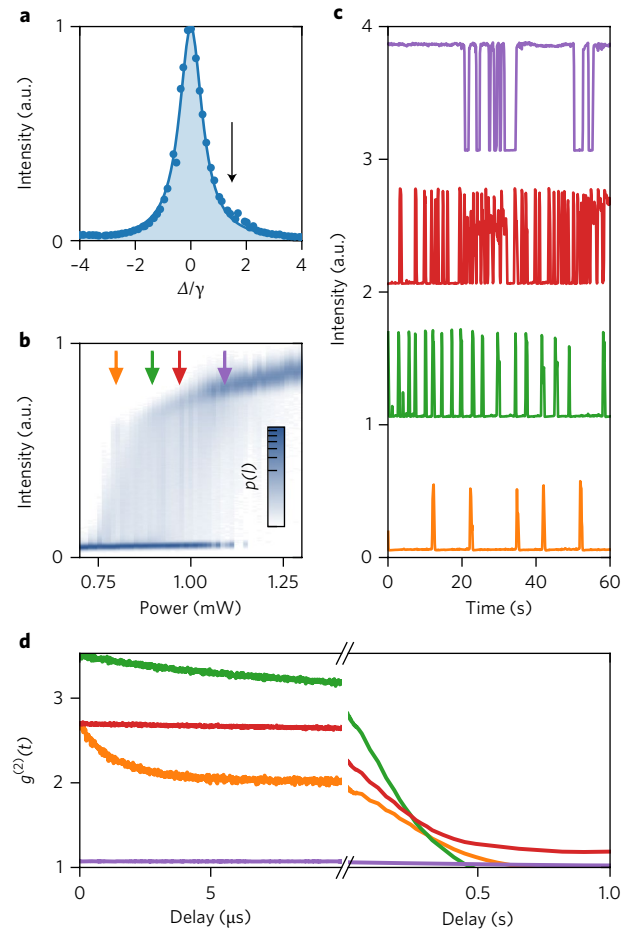 a
Intensity (a.u.)
1
0
−4 −2 0 2 4
Δ/γ
b
Intensity (a.u.)
1
0
p(I)
0.75 1.00 1.25
Power (mW)
c
Intensity (a.u.)
4
3
2
1
0
0 20 40 60
Time (s)
d
g(2)(t)
3
2
1
0 5 0.5 1.0
Delay (μs) Delay (s)